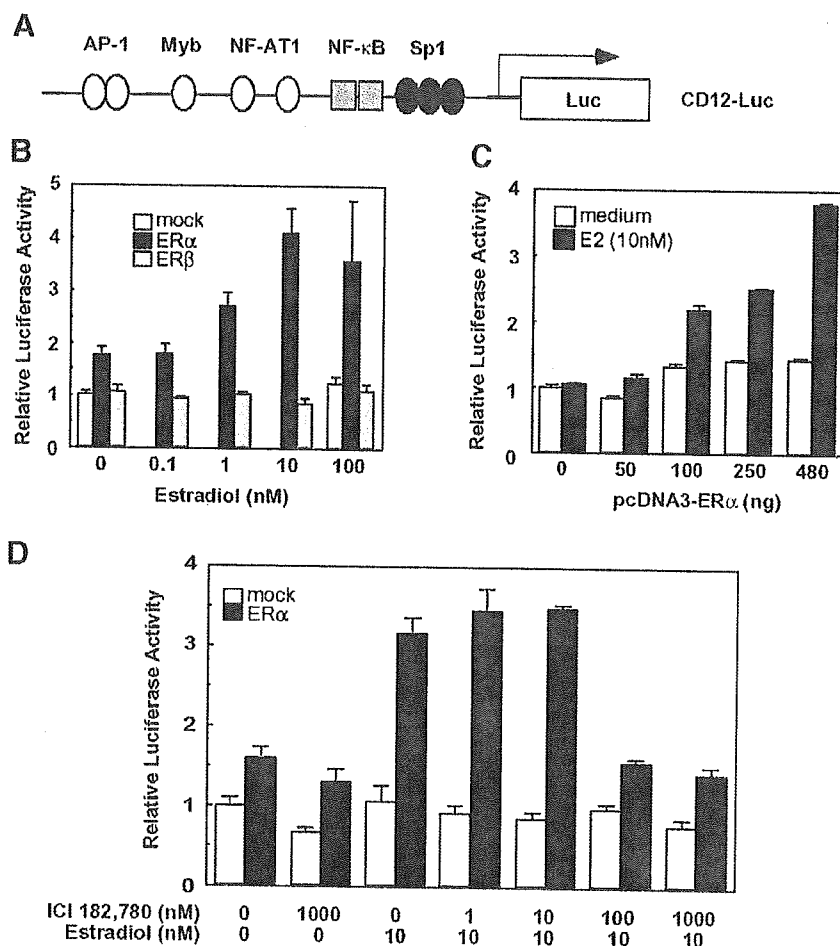 A
AP-1 Myb NF-AT1 NF-κB Sp1
Luc
CD12-Luc
B
Relative Luciferase Activity
5
4
3
2
1
0
mock
ERα
ERβ
0 0.1 1 10 100
Estradiol (nM)
C
Relative Luciferase Activity
4
3
2
1
0
medium
E2 (10nM)
0 50 100 250 480
pcDNA3-ERα (ng)
D
Relative Luciferase Activity
4
3
2
1
0
mock
ERα
ICI 182,780 (nM) 0 1000 0 1 10 100 1000
Estradiol (nM) 0 0 10 10 10 10 10